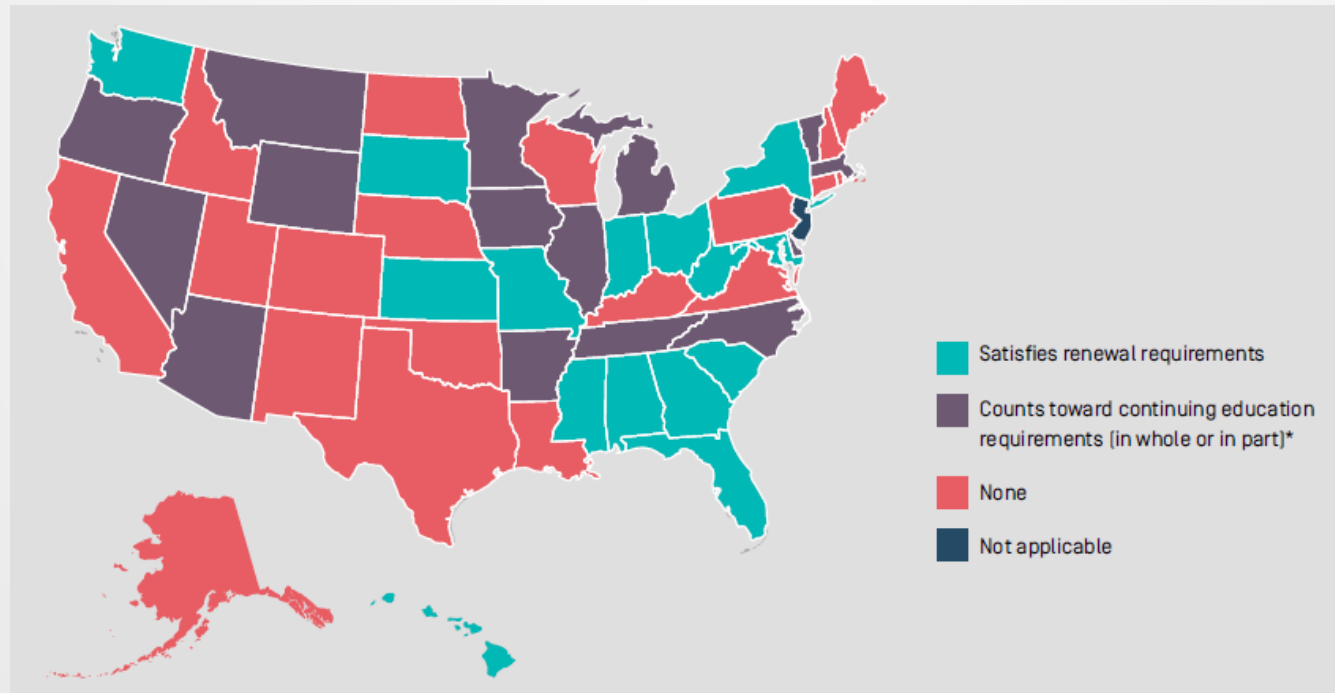 Satisfies renewal requirements
Counts toward continuing education
requirements (in whole or in part)*
None
Not applicable